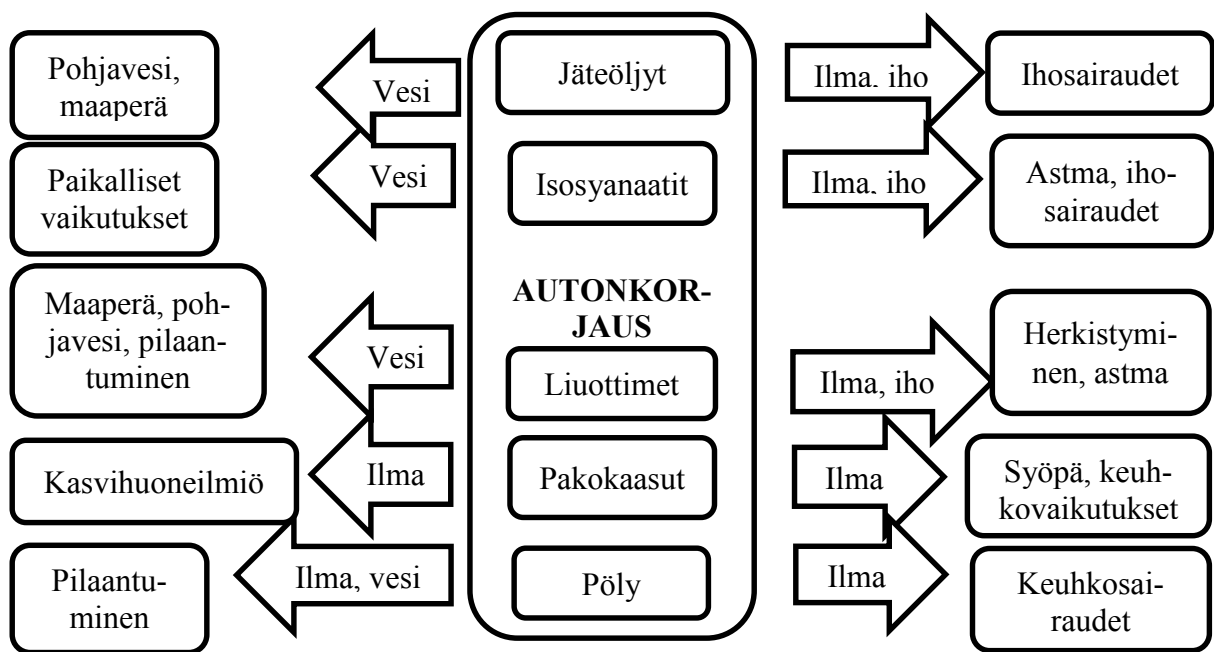 Pohjavesi,
maaperä
Vesi
Jäteöljyt
Ilma, iho
Ihosairaudet
Paikalliset
vaikutukset
Vesi
Isosyanaatit
Ilma, iho
Astma, iho-
sairaudet
AUTONKOR-
JAUS
Maaperä, poh-
javesi, pilaan-
tuminen
Vesi
Liuottimet
Ilma, iho
Herkistymi-
nen, astma
Kasvihuoneilmiö
Ilma
Pakokaasut
Ilma
Syöpä, keuh-
kovaikutukset
Pilaantu-
minen
Ilma, vesi
Pöly
Ilma
Keuhkosai-
raudet